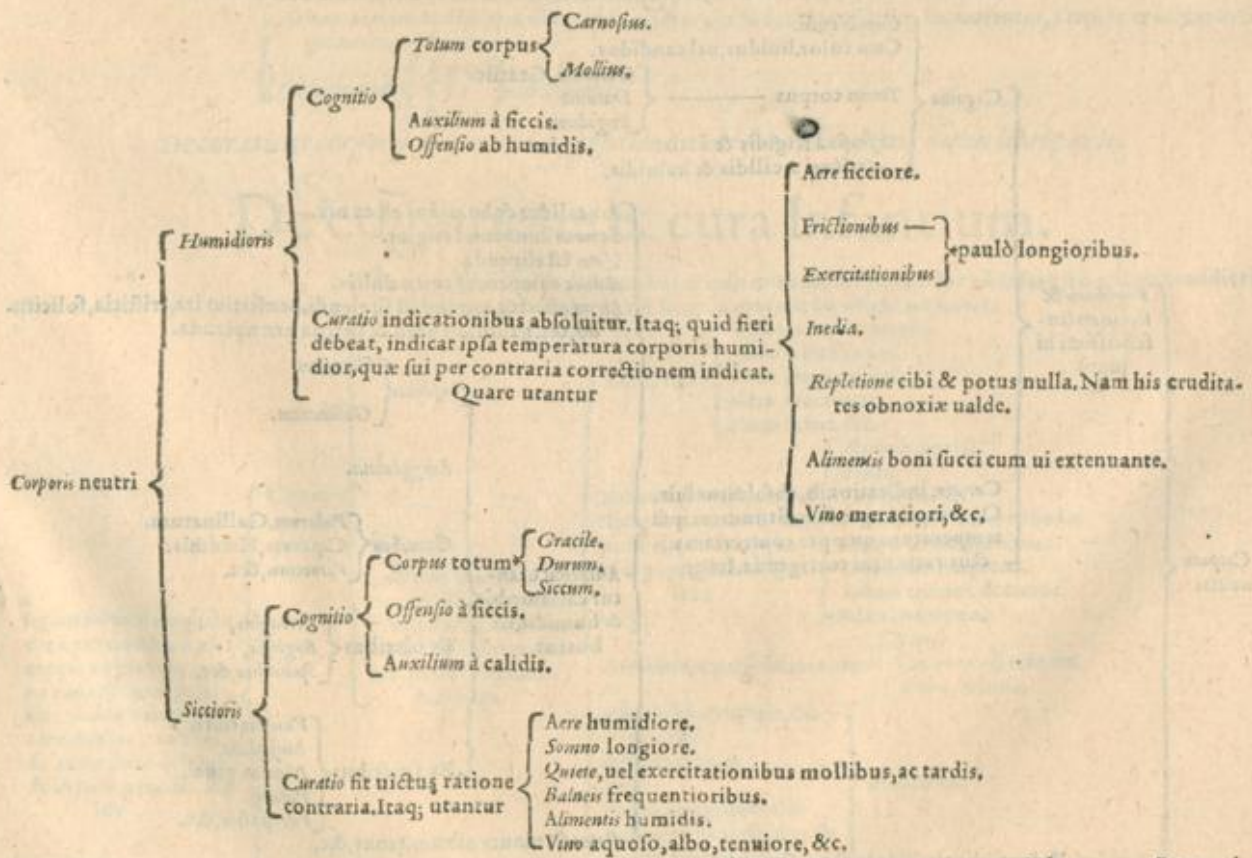 Corporis neutri
Humidioris
Cognitio
Totum corpus
Carnoſius.
Mollius.
Auxilium à ſiccis.
Offenſio ab humidis.
Curatio indicationibus abſoluitur. Itaq; quid fieri
debeat, indicat ipſa temperatura corporis humi-
dior, quæ ſui per contraria correctionem indicat.
Quare utantur
Aere ſicciore.
Frictionibus
Exercitationibus
paulò longioribus.
Inedia.
Repletione cibi & potus nulla. Nam his crudita-
tes obnoxiæ ualde.
Alimentis boni ſucci cum ui extenuante.
Vino meraciori, &c.
Siccioris
Cognitio
Corpus totum
Gracile.
Durum.
Siccum.
Offenſio à ſiccis.
Auxilium à calidis.
Curatio fit uictus ratione
contraria. Itaq; utantur
Aere humidiore.
Somno longiore.
Quiete, uel exercitationibus mollibus, ac tardis.
Balneis frequentioribus.
Alimentis humidis.
Vino aquoſo, albo, tenuiore, &c.